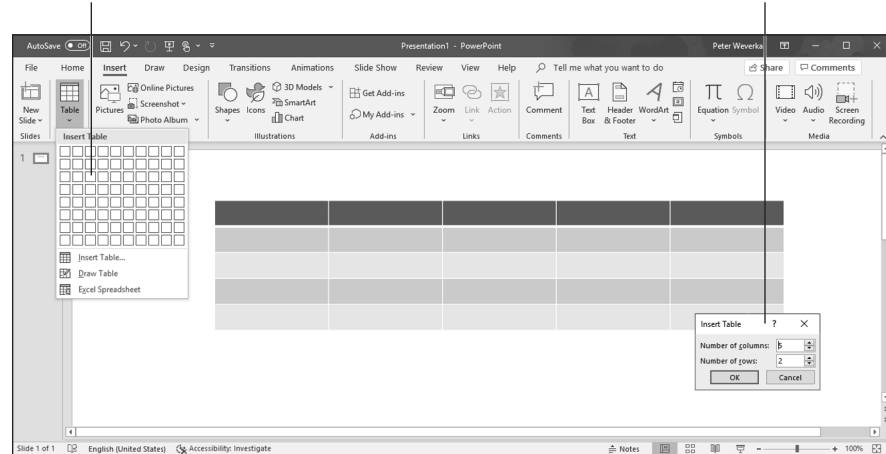 AutoSave Off Presentation1 - PowerPoint Peter Weverka
File Home Insert Draw Design Transitions Animations Slide Show Review View Help Tell me what you want to do Share Comments
New
Slide
Table
Pictures
Online Pictures
Screenshot
Photo Album
Shapes
Icons
3D Models
SmartArt
Chart
Get Add-ins
My Add-ins
Zoom
Link
Action
Comment
Text
Box
Header
& Footer
WordArt
Equation
Symbol
Video
Audio
Screen
Recording
Slides
Illustrations
Add-ins
Links
Comments
Text
Symbols
Media
Insert Table
1
Insert Table...
Draw Table
Excel Spreadsheet
Insert Table ?
Number of columns: 5
Number of rows: 2
OK Cancel
Slide 1 of 1 English (United States) Accessibility: Investigate Notes 100%